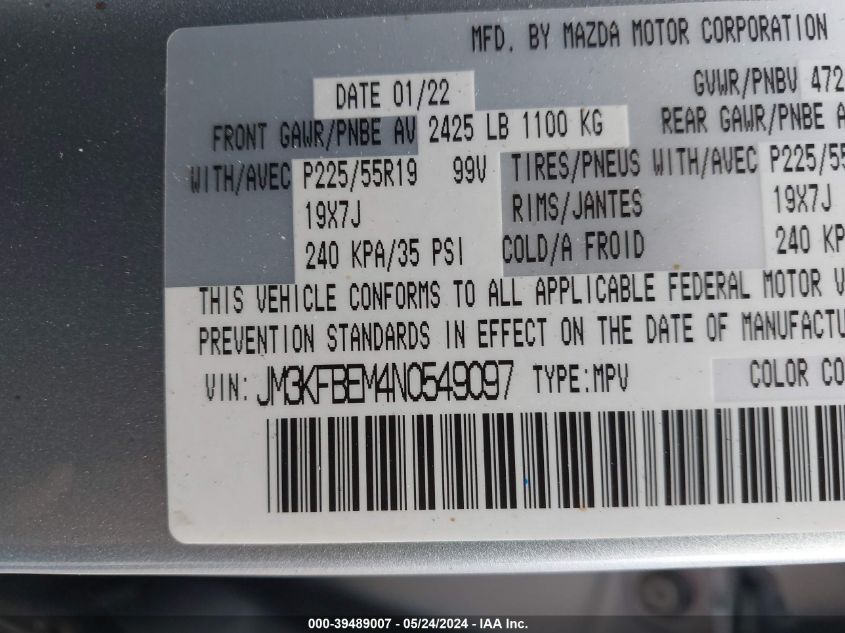 MFD. BY MAZDA MOTOR CORPORATION
DATE 01/22 GVWR/PNBV 472
FRONT GAWR/PNBE AV 2425 LB 1100 KG REAR GAWR/PNBE A
WITH/AVEC P225/55R19 99V TIRES/PNEUS WITH/AVEC P225/55
19X7J RIMS/JANTES 19X7J
240 KPA/35 PSI COLD/A FROID 240 KP
THIS VEHICLE CONFORMS TO ALL APPLICABLE FEDERAL MOTOR V
PREVENTION STANDARDS IN EFFECT ON THE DATE OF MANUFACTU
VIN: JM3KFBEM4N0549097 TYPE:MPV COLOR CO
000-39489007 - 05/24/2024 - IAA Inc.